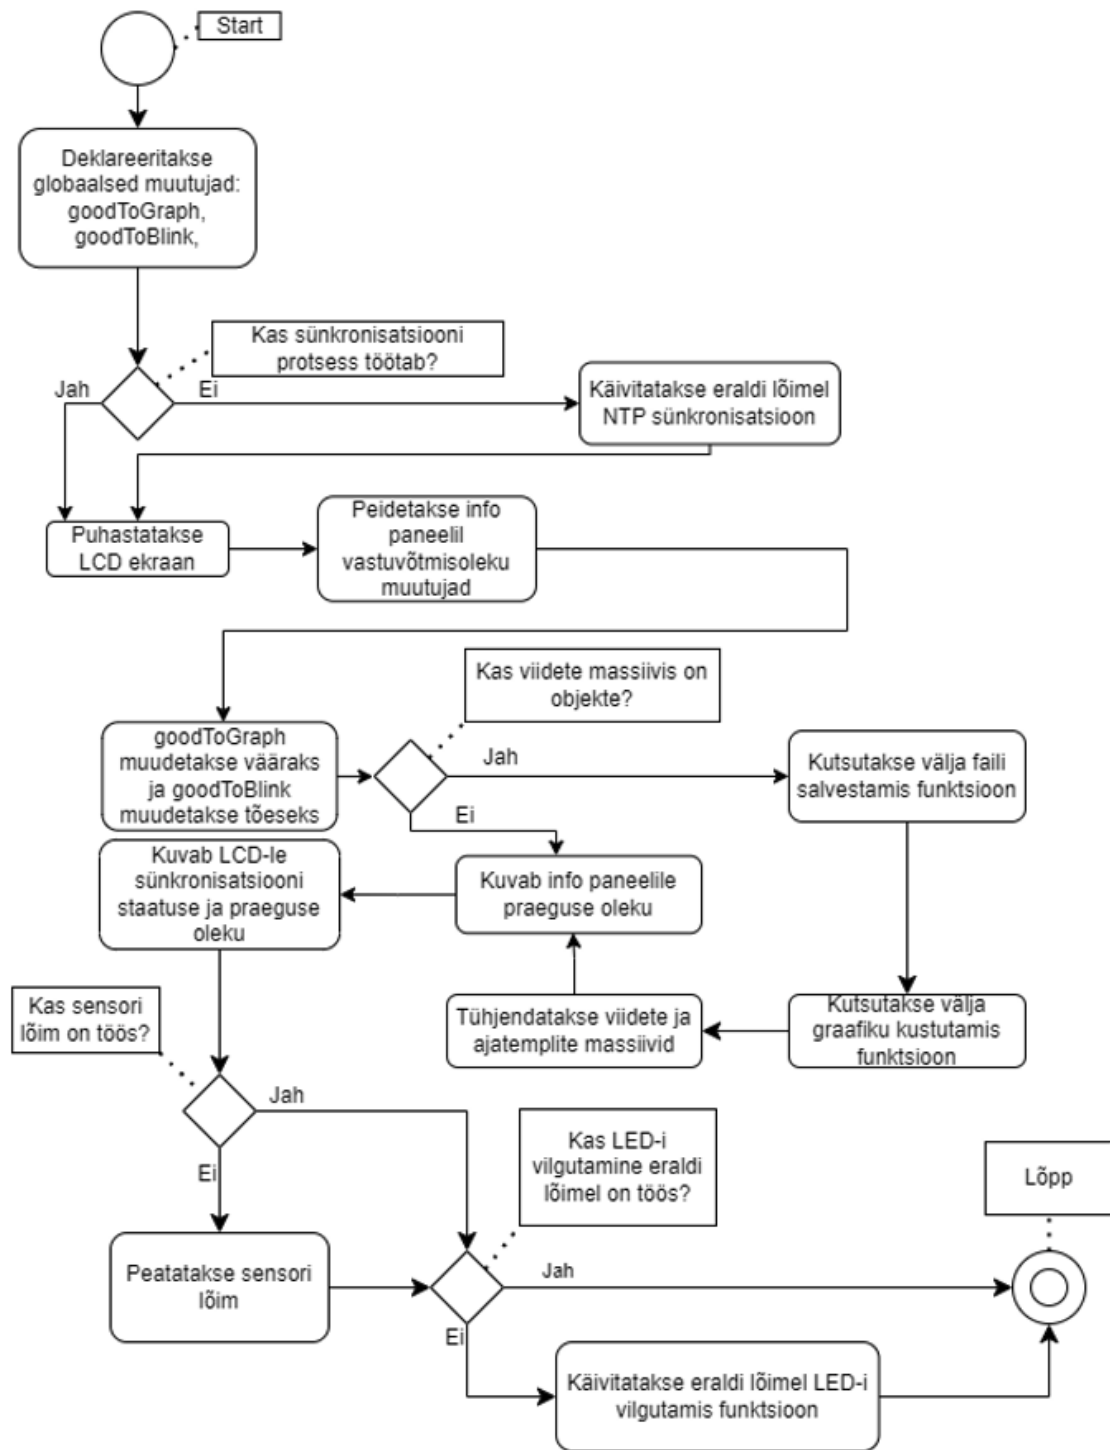 Start
Deklareeritakse
globaalsed muutujad:
goodToGraph,
goodToBlink,
Kas sünkronisatsiooni
protsess töötab?
Jah
Ei
Käivitatakse eraldi lõimel
NTP sünkronisatsioon
Puhastatakse
LCD ekraan
Peidetakse info
paneelil
vastuvõtmisoleku
muutujad
Kas viidete massiivis on
objekte?
goodToGraph
muudetakse vääraks
ja goodToBlink
muudetakse tõeseks
Jah
Ei
Kutsutakse välja faili
salvestamis funktsioon
Kuvab LCD-le
sünkronisatsiooni
staatuse ja praeguse
oleku
Kuvab info paneelile
praeguse oleku
Kas sensori
lõim on töös?
Tühjendatakse viidete ja
ajatemplite massiivid
Kutsutakse välja
graafiku kustutamis
funktsioon
Jah
Ei
Kas LED-i
vilgutamine eraldi
lõimel on töös?
Lõpp
Peatatakse sensori
lõim
Jah
Ei
Käivitatakse eraldi lõimel LED-i
vilgutamis funktsioon